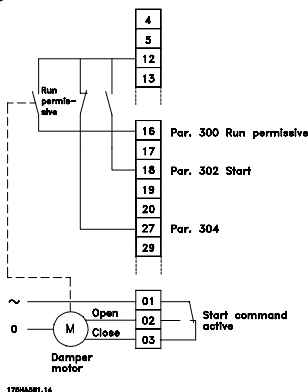 4
5
12
13
Run
permis-
sive
16 Par. 300 Run permissive
17
18 Par. 302 Start
19
20
27 Par. 304
29
~ 01
Open 02 Start command
active
0 M
Close 03
Damper
motor
175HA581.14